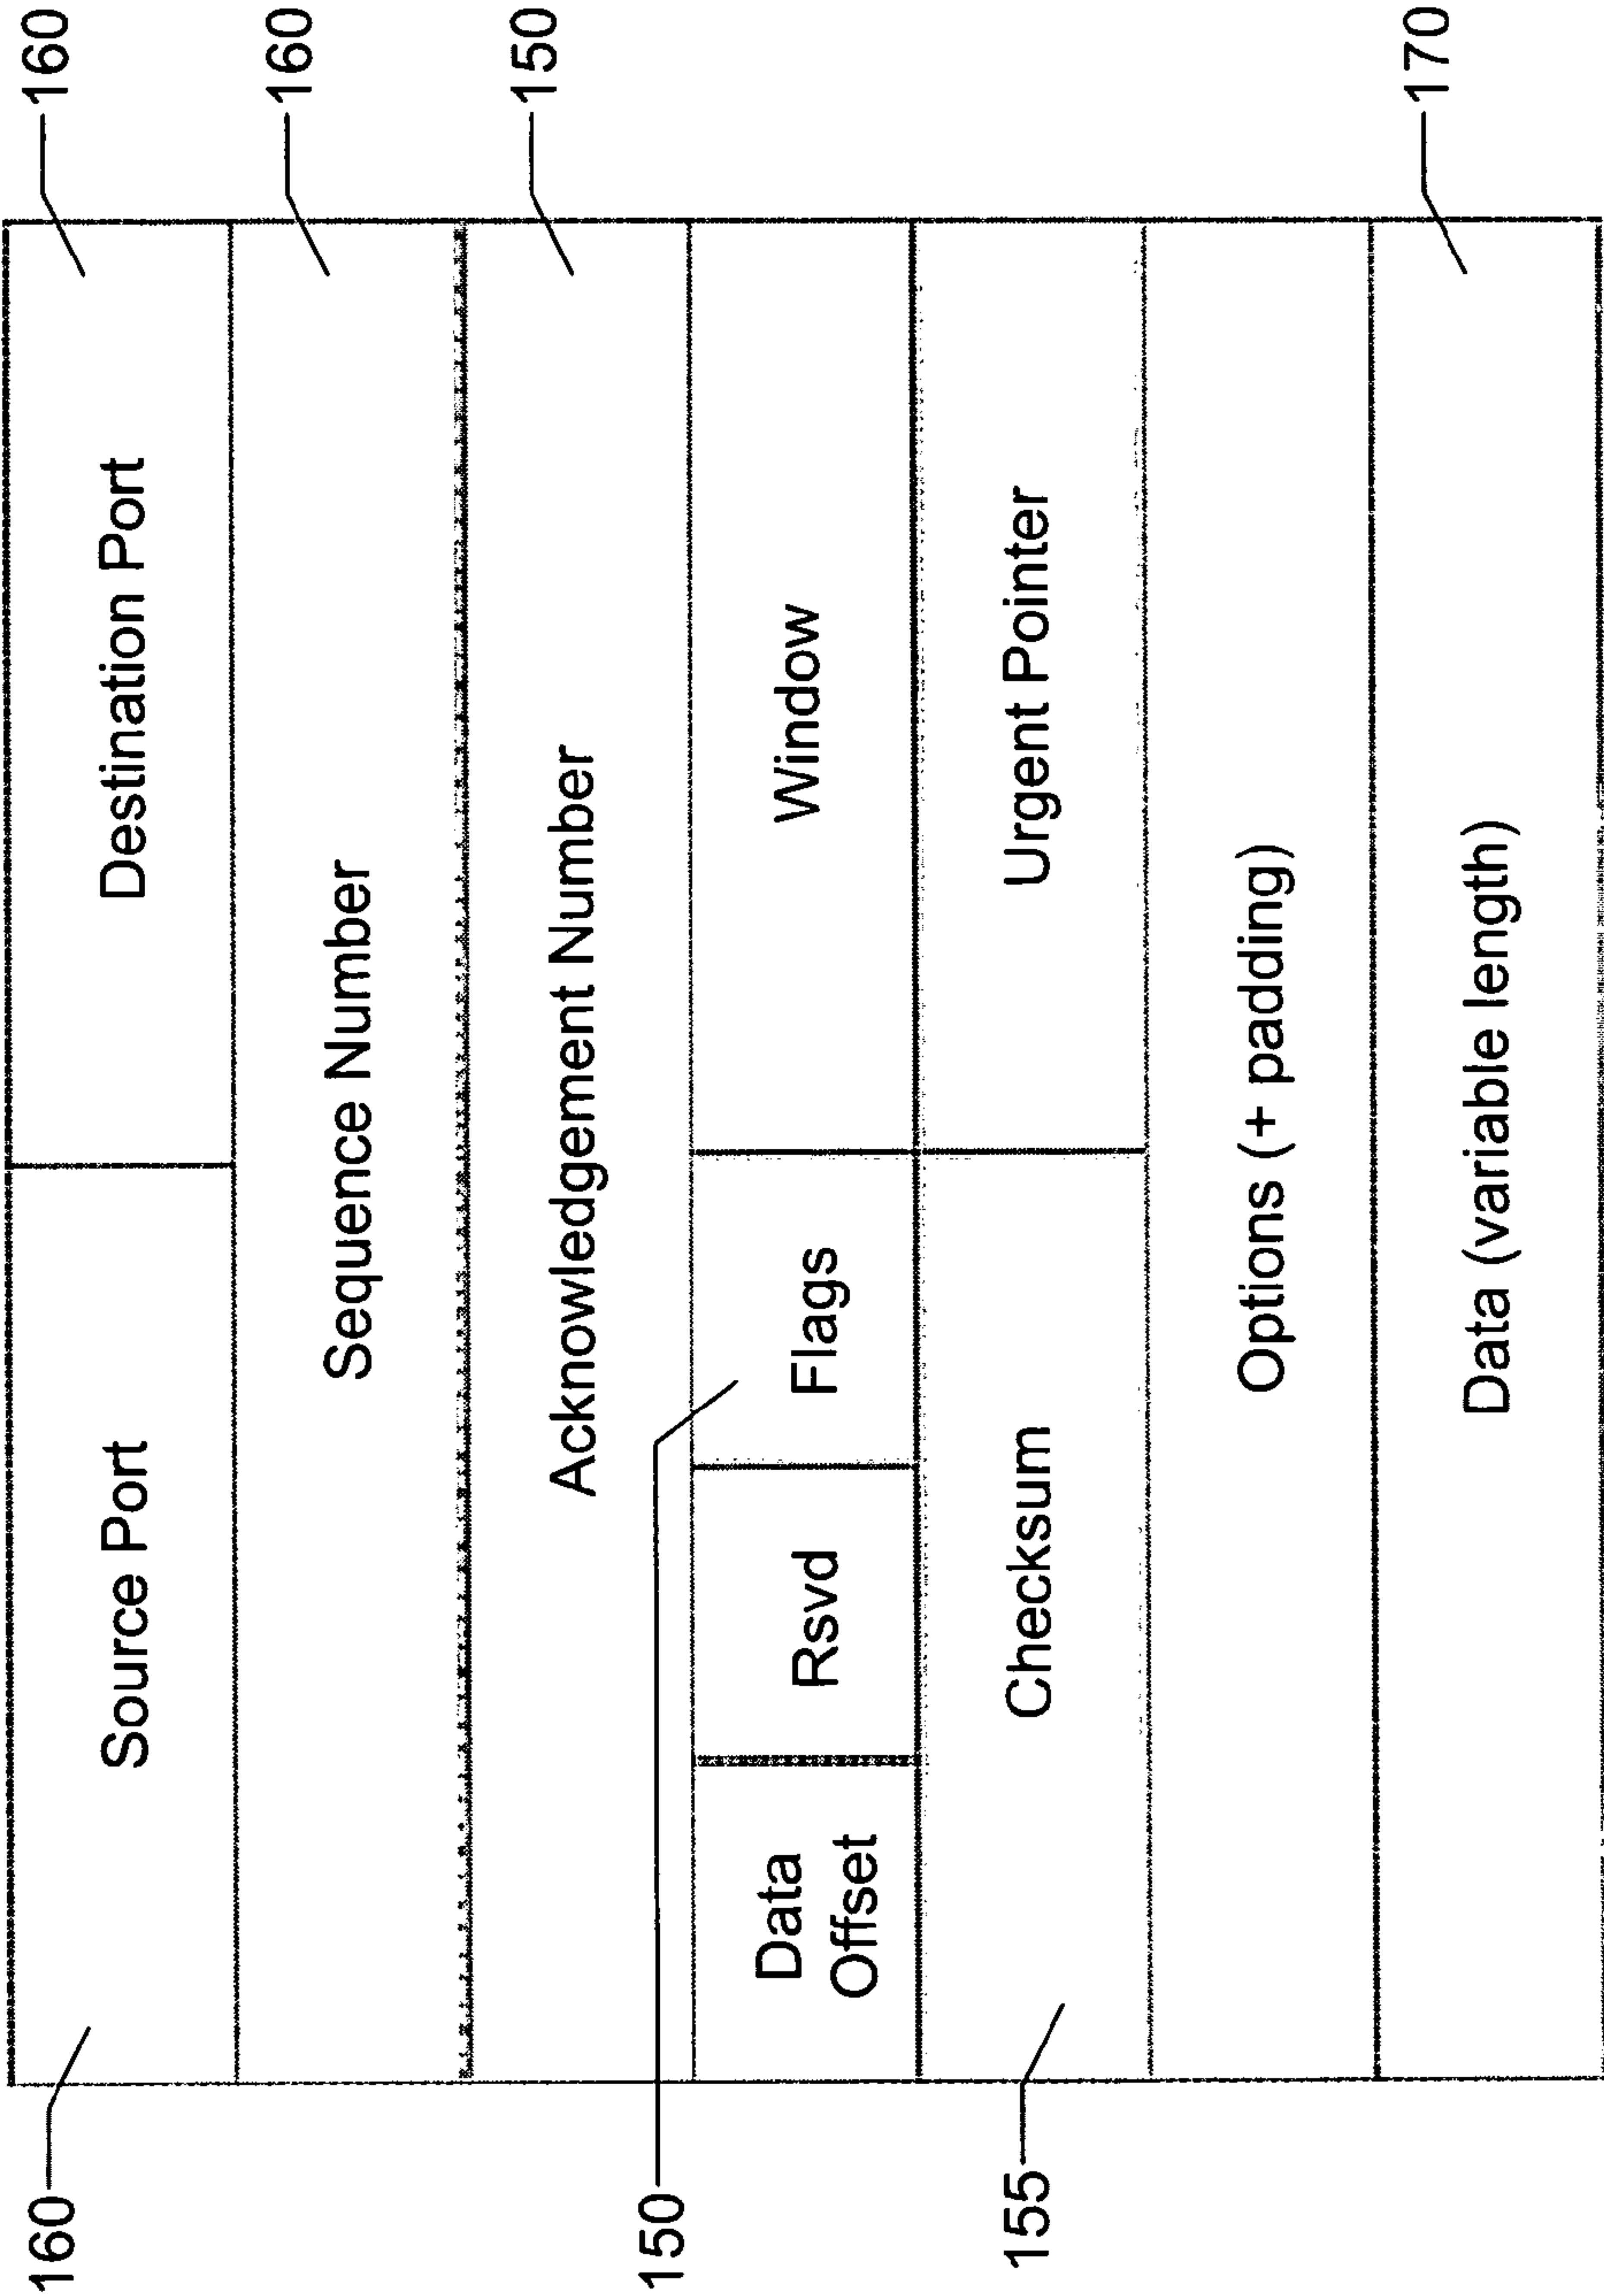 160
Source Port
Destination Port
160
Sequence Number
160
Acknowledgement Number
150
150
Data
Offset
Rsvd
Flags
Window
155
Checksum
Urgent Pointer
Options (+ padding)
Data (variable length)
170